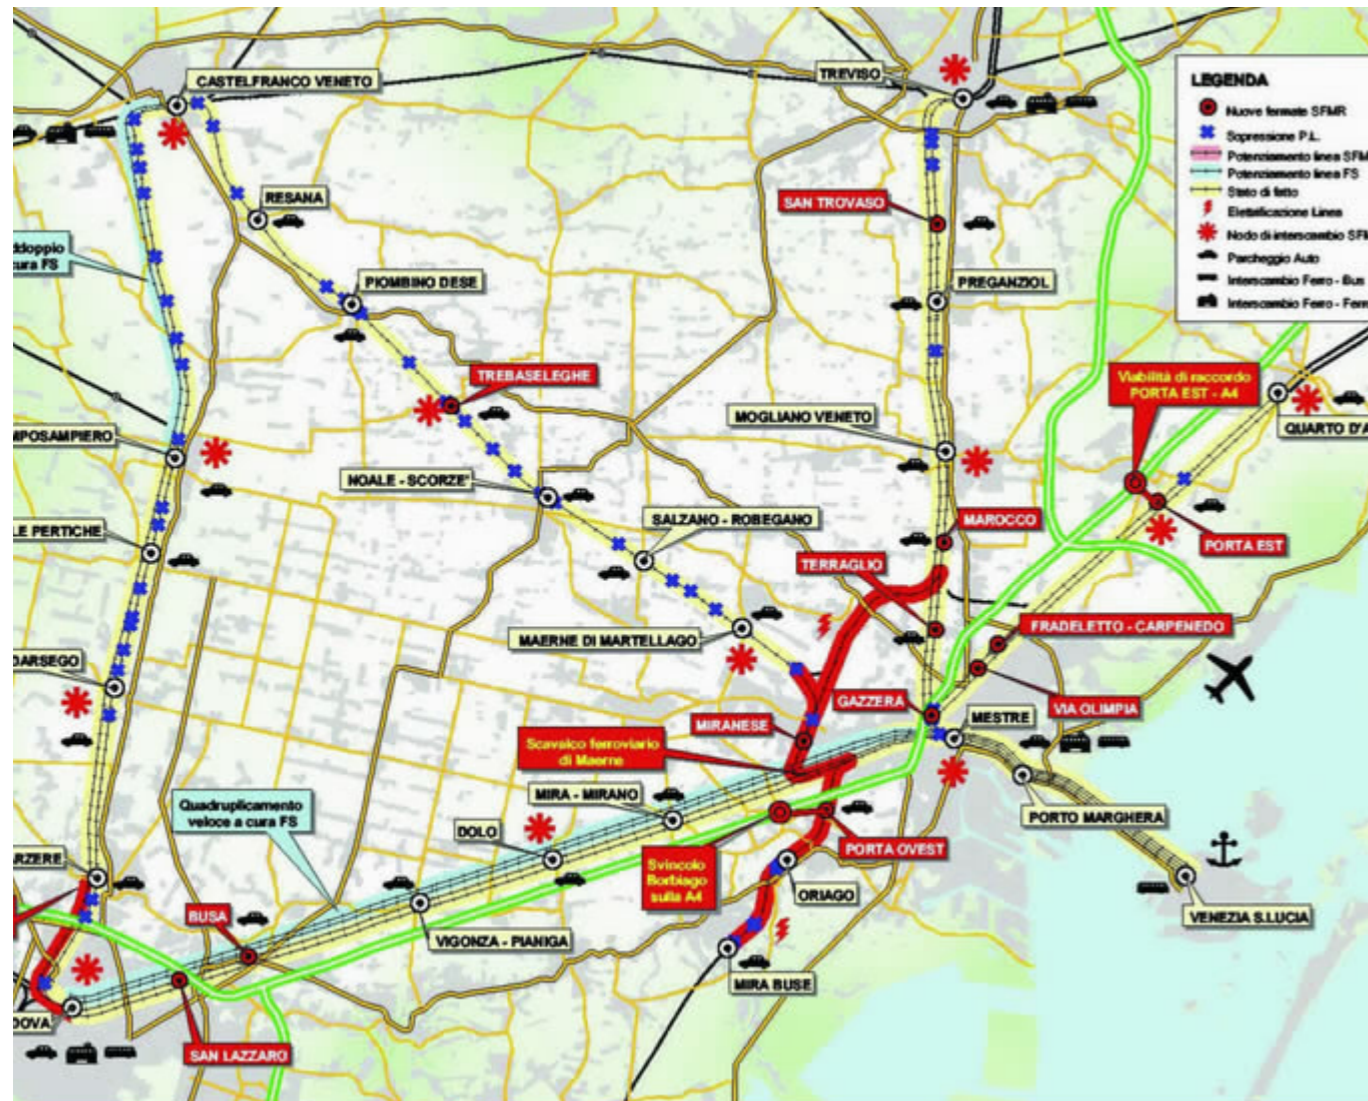 CASTELFRANCO VENETO
TREVISO
LEGENDA
Nuove fermate SFMR
Sopressione P.L.
Potenziamento linea SFM
Potenziamento linea FS
Stato di fatto
Elettrificazione Linea
Nodo di interscambio SFM
Parcheggio Auto
Interscambio Ferro - Bus
Interscambio Ferro - Ferro
RESANA
SAN TROVASO
ddoppio
cura FS
PIOMBINO DESE
PREGANZIOL
TREBASELEGHE
Viabilità di raccordo
PORTA EST - A4
MPOSAMPIERO
MOGLIANO VENETO
QUARTO D'A
NOALE - SCORZE'
SALZANO - ROBEGANO
LE PERTICHE
MAROCCO
PORTA EST
TERRAGLIO
MAERNE DI MARTELLAGO
FRADELETTO - CARPENEDO
DARSEGO
GAZZERA
VIA OLIMPIA
MIRANESE
MESTRE
Scavalco ferroviario
di Maerne
Quadruplicamento
veloce a cura FS
MIRA - MIRANO
DOLO
PORTO MARGHERA
PORTA OVEST
ARZERE
Svincolo
Borbiago
sulla A4
ORIAGO
BUSA
VIGONZA - PIANIGA
VENEZIA S.LUCIA
MIRA BUSE
DOVA
SAN LAZZARO